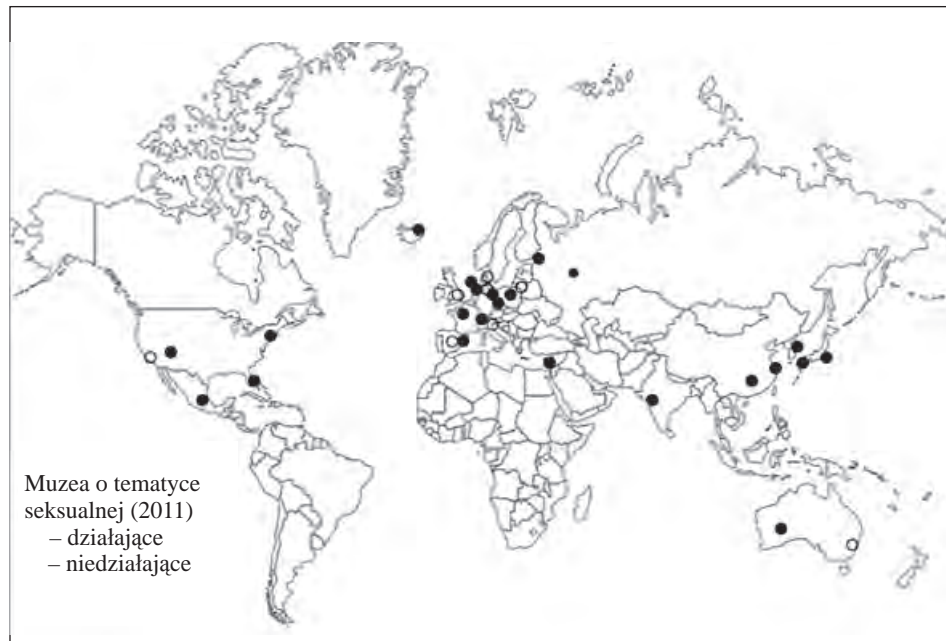 Muzea o tematyce
seksualnej (2011)
– działające
– niedziałające